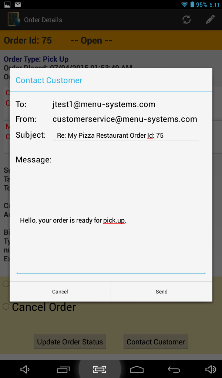 6:11
Order Details
Order Id: 75 -- Open --
Order Type: Pick Up
Contact Customer
To: jtest1@menu-systems.com
From: customerservice@menu-systems.com
Subject: Re: My Pizza Restaurant Order Id: 75
Message:
Hello, your order is ready for pick up.
Cancel Send
Cancel Order
Update Order Status Contact Customer